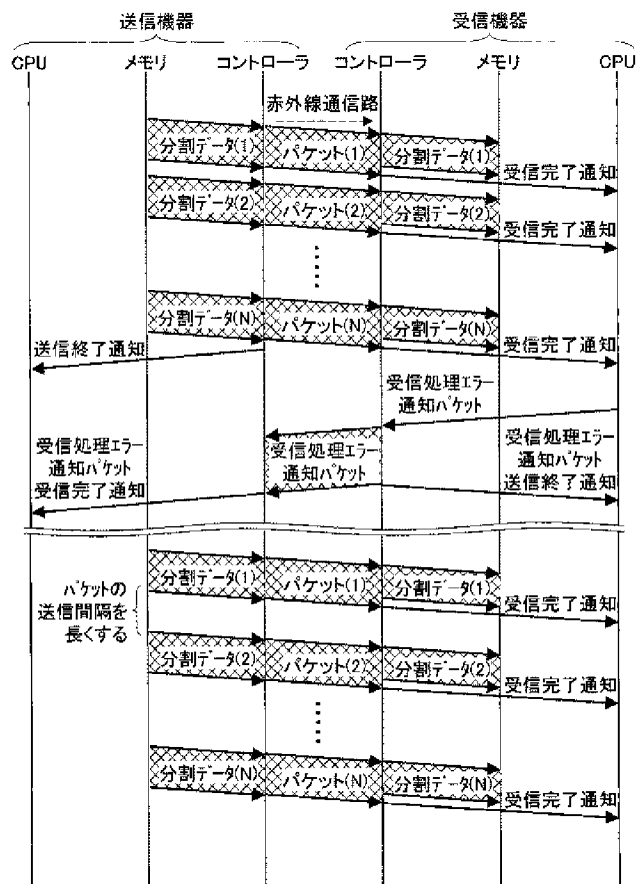 送信機器
受信機器
CPU
メモリ
コントローラ
コントローラ
メモリ
CPU
赤外線通信路
分割データ(1)
パケット(1)
分割データ(1)
受信完了通知
分割データ(2)
パケット(2)
分割データ(2)
受信完了通知
分割データ(N)
パケット(N)
分割データ(N)
送信終了通知
受信完了通知
受信処理エラー
通知パケット
受信処理エラー
通知パケット
受信完了通知
受信処理エラー
通知パケット
受信処理エラー
通知パケット
送信終了通知
パケットの
送信間隔を
長くする
分割データ(1)
パケット(1)
分割データ(1)
受信完了通知
分割データ(2)
パケット(2)
分割データ(2)
受信完了通知
分割データ(N)
パケット(N)
分割データ(N)
受信完了通知